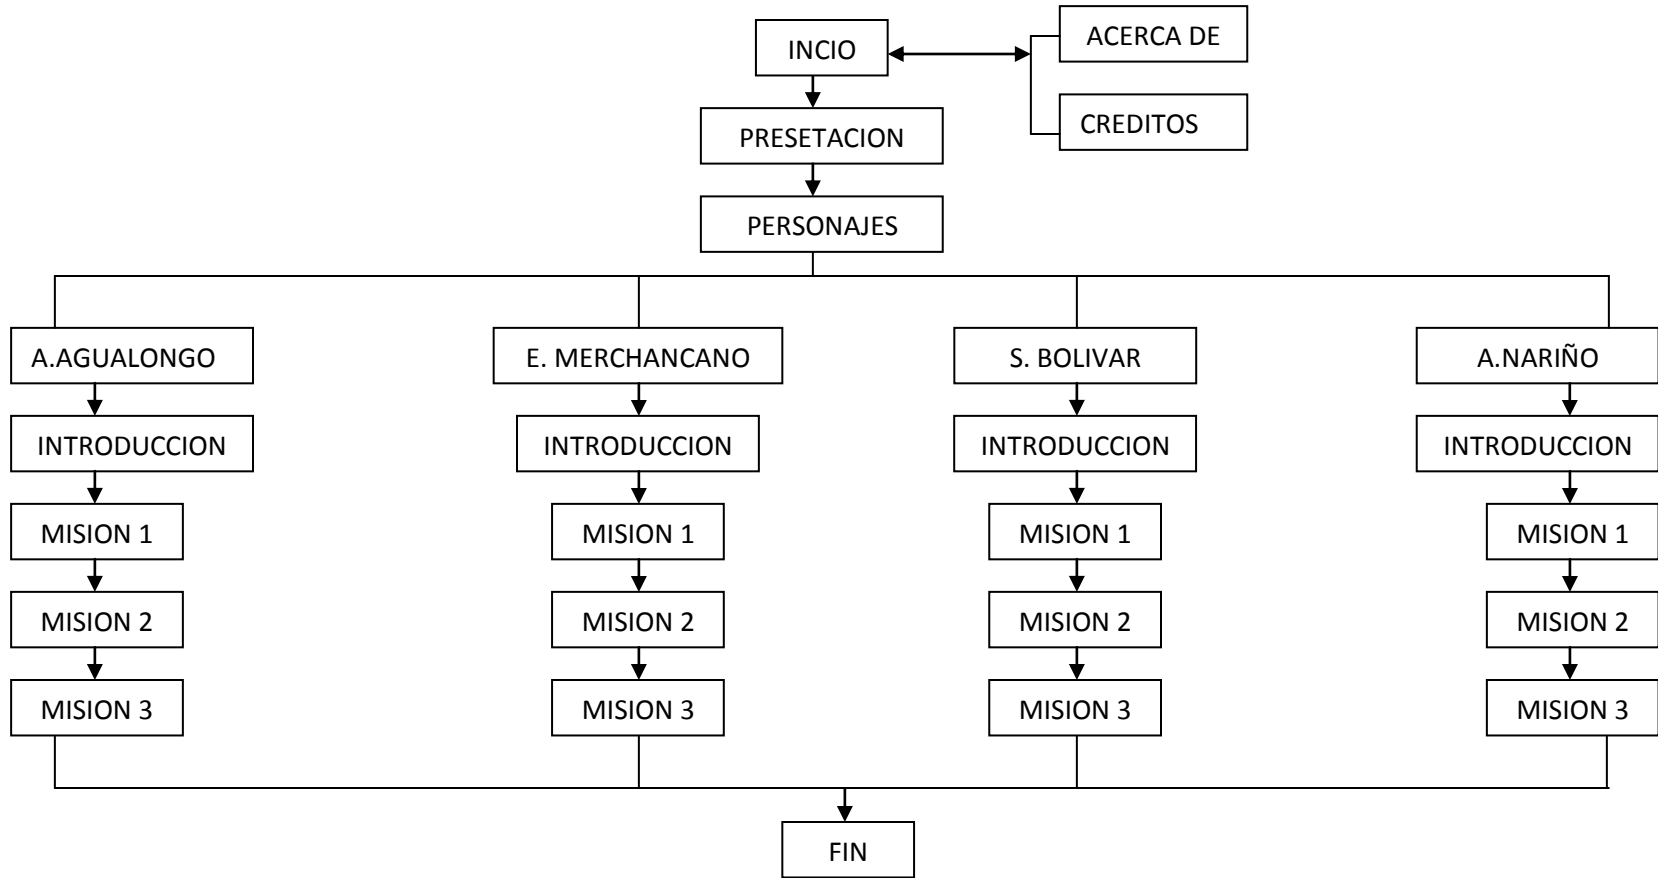 INCIO
ACERCA DE
CREDITOS
PRESETACION
PERSONAJES
A.AGUALONGO
E. MERCHANCANO
S. BOLIVAR
A.NARIÑO
INTRODUCCION
INTRODUCCION
INTRODUCCION
INTRODUCCION
MISION 1
MISION 1
MISION 1
MISION 1
MISION 2
MISION 2
MISION 2
MISION 2
MISION 3
MISION 3
MISION 3
MISION 3
FIN